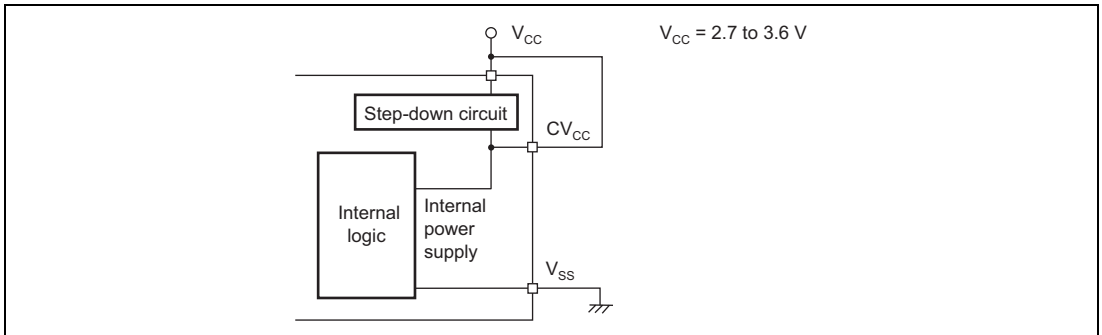 V_CC
V_CC = 2.7 to 3.6 V
Step-down circuit
CV_CC
Internal
logic
Internal
power
supply
V_SS